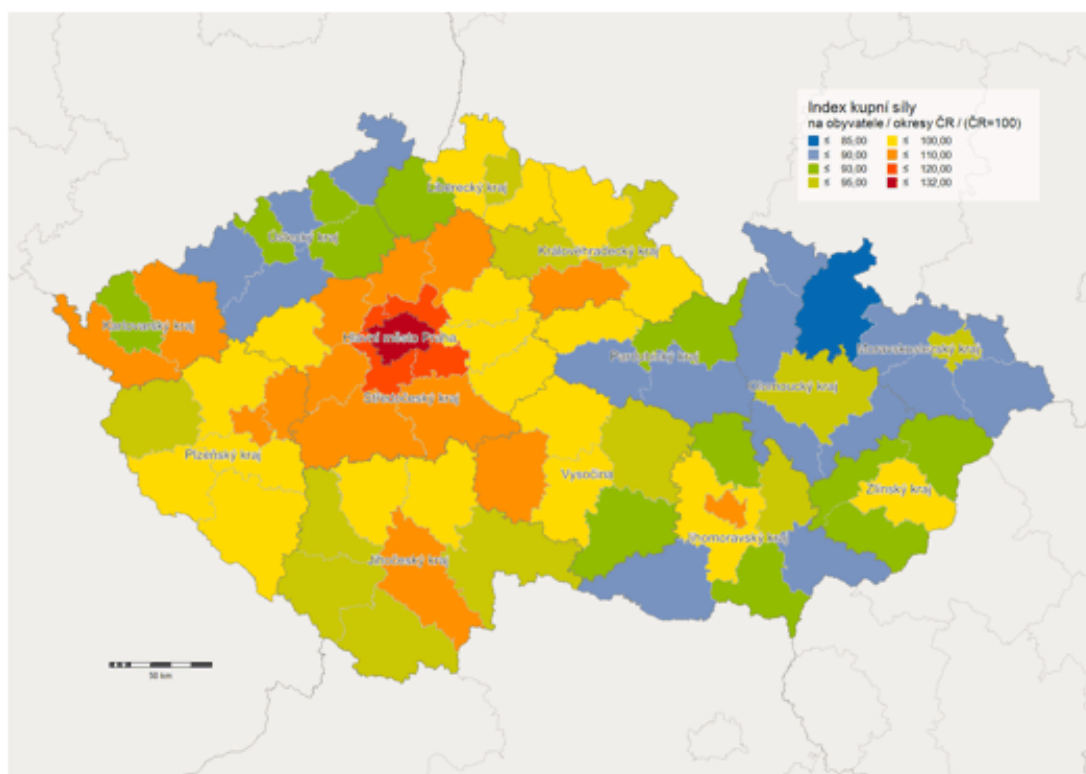 Index kupní síly
na obyvatele / okresy ČR / (ČR=100)
≤ 85,00 ≤ 100,00
≤ 90,00 ≤ 110,00
≤ 93,00 ≤ 120,00
≤ 95,00 ≤ 132,00
Liberecký kraj
Ústecký kraj
Královéhradecký kraj
Karlovarský kraj
Hlavní město Praha
Pardubický kraj
Moravskoslezský kraj
Olomoucký kraj
Středočeský kraj
Plzeňský kraj
Vysočina
Zlínský kraj
Jihomoravský kraj
Jihočeský kraj
50 km